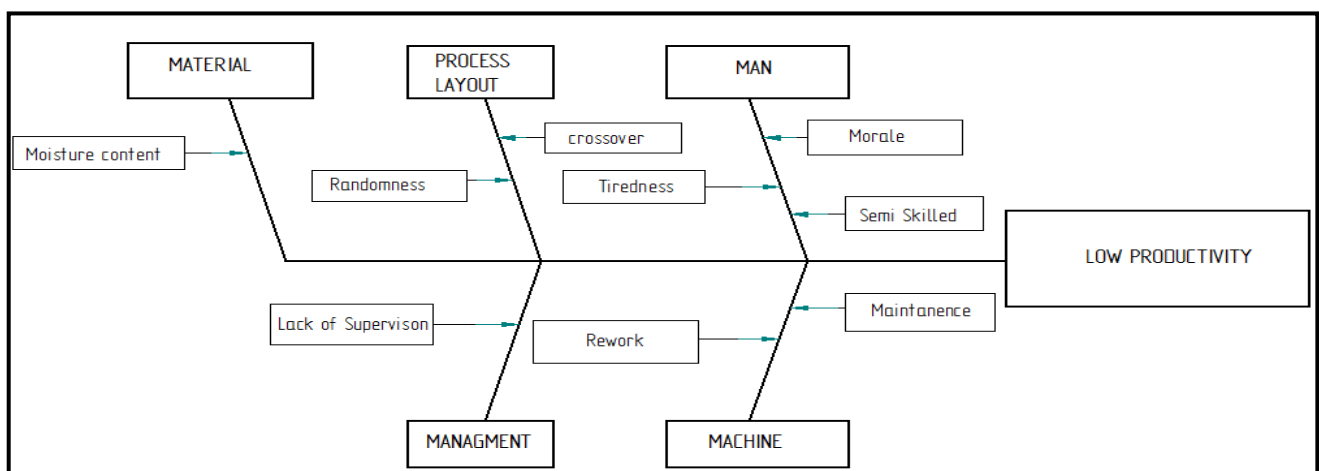 MATERIAL
PROCESS
LAYOUT
MAN
Moisture content
crossover
Morale
Randomness
Tiredness
Semi Skilled
LOW PRODUCTIVITY
Lack of Supervison
Rework
Maintanence
MANAGMENT
MACHINE